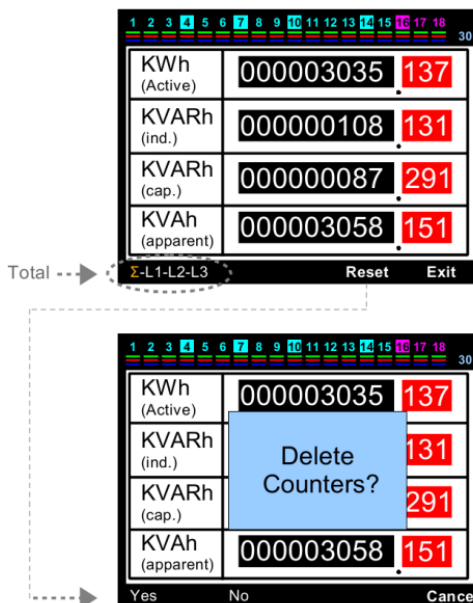 1 2 3 4 5 6 7 8 9 10 11 12 13 14 15 16 17 18
30
KWh 000003035.137
(Active)
KVARh 000000108.131
(ind.)
KVARh 000000087.291
(cap.)
KVAh 000003058.151
(apparent)
Total Σ-L1-L2-L3 Reset Exit
1 2 3 4 5 6 7 8 9 10 11 12 13 14 15 16 17 18
30
KWh 000003035.137
(Active)
KVARh 131
(ind.)
Delete
Counters?
KVARh 291
(cap.)
KVAh 000003058.151
(apparent)
Yes No Cance